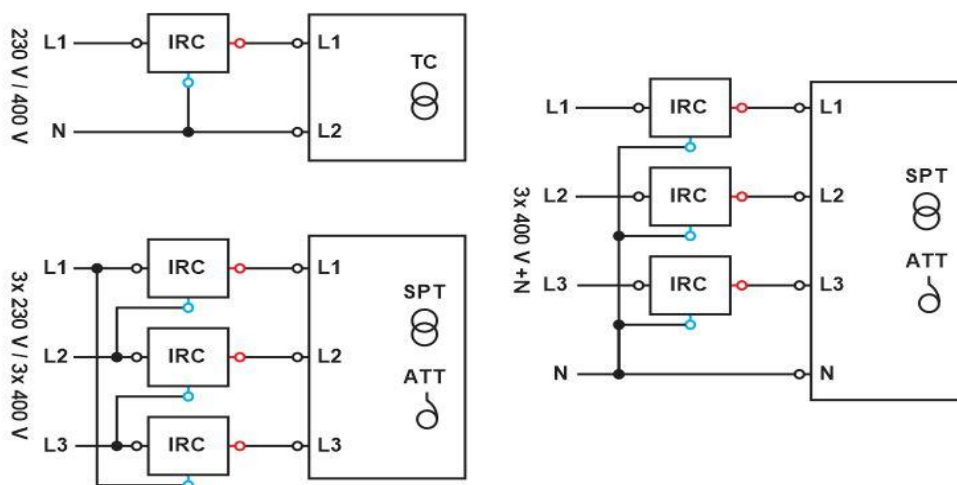 230 V / 400 V
L1 IRC L1
TC
N L2
3x 230 V / 3x 400 V
L1 IRC L1
SPT
L2 IRC L2
ATT
L3 IRC L3
3x 400 V +N
L1 IRC L1
L2 IRC L2
SPT
ATT
L3 IRC L3
N N